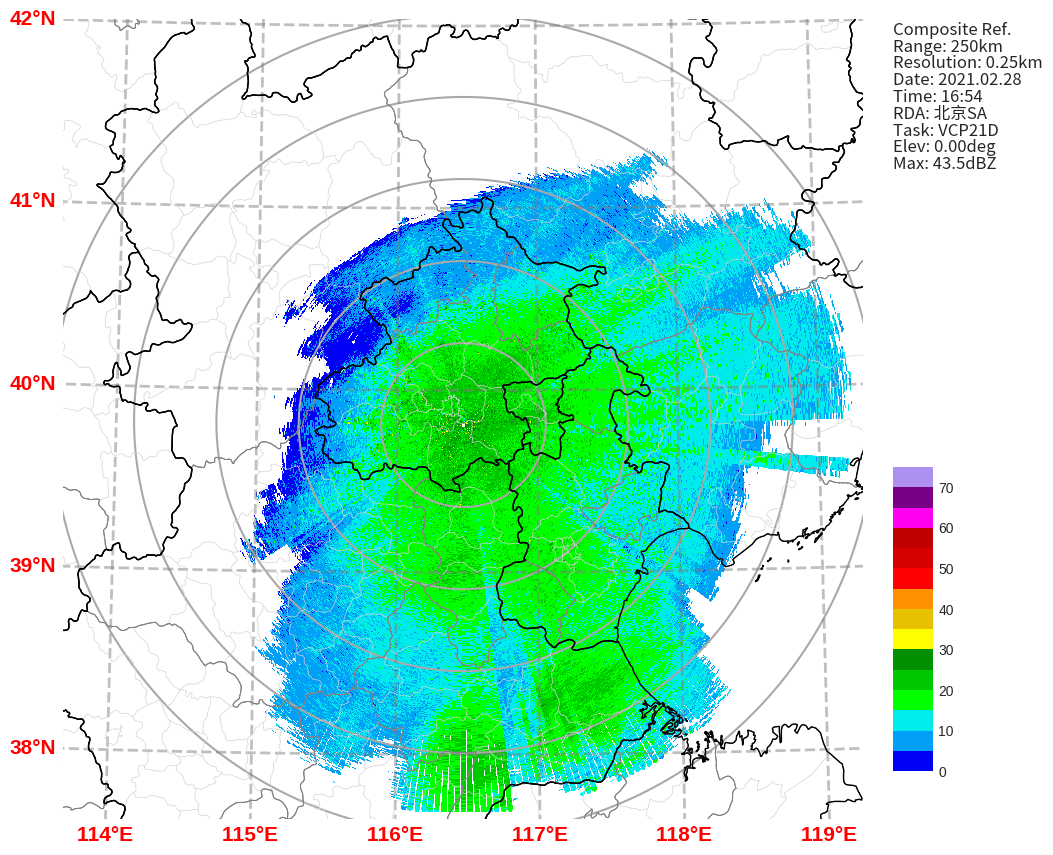 42°N
41°N
40°N
39°N
38°N
114°E
115°E
116°E
117°E
118°E
119°E
Composite Ref.
Range: 250km
Resolution: 0.25km
Date: 2021.02.28
Time: 16:54
RDA: 北京SA
Task: VCP21D
Elev: 0.00deg
Max: 43.5dBZ
70
60
50
40
30
20
10
0